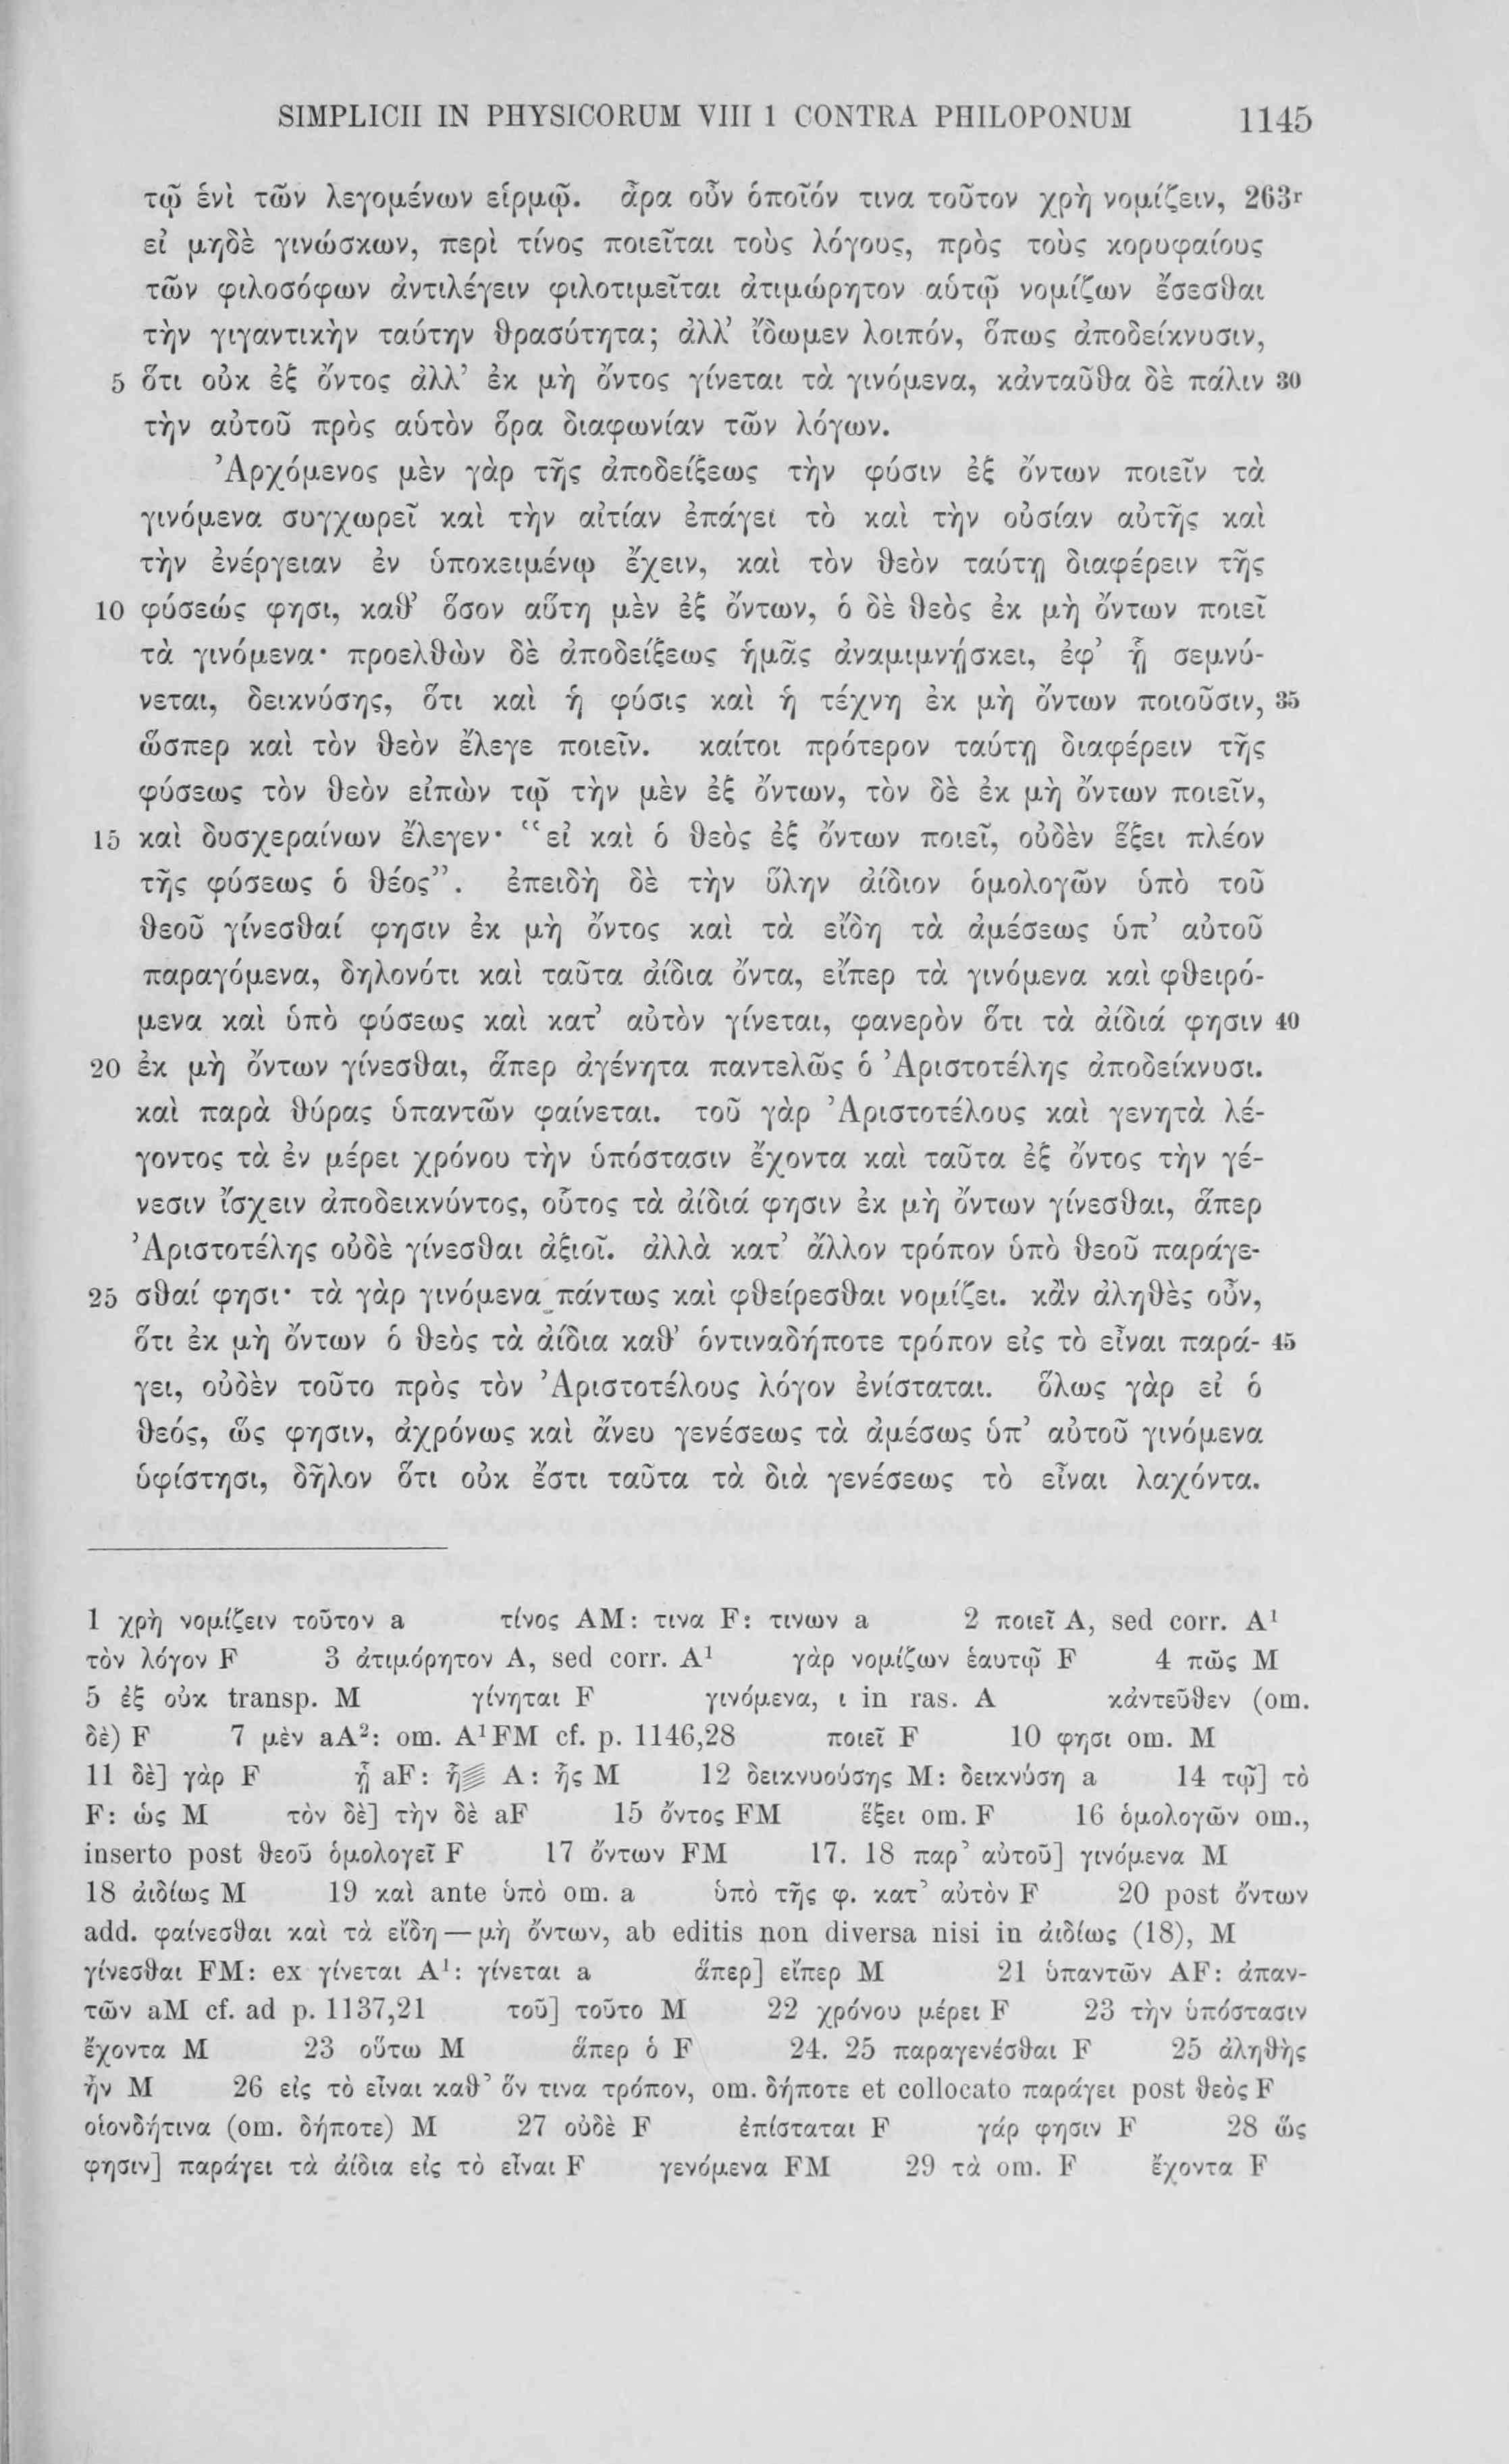 SIMPLICII IN PHYSICORUM VIII 1 CONTRA PHILOPONUM 1145
τῷ ἑνὶ τῶν λεγομένων εἱρμῷ. ἆρα οὖν ὁποῖόν τινα τοῦτον χρὴ νομίζειν, 263r
εἰ μηδὲ γινώσκων, περὶ τίνος ποιεῖται τοὺς λόγους, πρὸς τοὺς κορυφαίους
τῶν φιλοσόφων ἀντιλέγειν φιλοτιμεῖται ἀτιμώρητον αὑτῷ νομίζων ἔσεσθαι
τὴν γιγαντικὴν ταύτην θρασύτητα; ἀλλ’ ἴδωμεν λοιπόν, ὅπως ἀποδείκνυσιν,
5 ὅτι οὐκ ἐξ ὄντος ἀλλ’ ἐκ μὴ ὄντος γίνεται τὰ γινόμενα, κἀνταῦθα δὲ πάλιν 30
τὴν αὐτοῦ πρὸς αὑτὸν ὅρα διαφωνίαν τῶν λόγων.
Ἀρχόμενος μὲν γὰρ τῆς ἀποδείξεως τὴν φύσιν ἐξ ὄντων ποιεῖν τὰ
γινόμενα συγχωρεῖ καὶ τὴν αἰτίαν ἐπάγει τὸ καὶ τὴν οὐσίαν αὐτῆς καὶ
τὴν ἐνέργειαν ἐν ὑποκειμένῳ ἔχειν, καὶ τὸν θεὸν ταύτῃ διαφέρειν τῆς
10 φύσεώς φησι, καθ’ ὅσον αὕτη μὲν ἐξ ὄντων, ὁ δὲ θεὸς ἐκ μὴ ὄντων ποιεῖ
τὰ γινόμενα· προελθὼν δὲ ἀποδείξεως ἡμᾶς ἀναμιμνῄσκει, ἐφ’ ᾗ σεμνύ-
νεται, δεικνύσης, ὅτι καὶ ἡ φύσις καὶ ἡ τέχνη ἐκ μὴ ὄντων ποιοῦσιν, 35
ὥσπερ καὶ τὸν θεὸν ἔλεγε ποιεῖν. καίτοι πρότερον ταύτῃ διαφέρειν τῆς
φύσεως τὸν θεὸν εἰπὼν τῷ τὴν μὲν ἐξ ὄντων, τὸν δὲ ἐκ μὴ ὄντων ποιεῖν,
15 καὶ δυσχεραίνων ἔλεγεν· “εἰ καὶ ὁ θεὸς ἐξ ὄντων ποιεῖ, οὐδὲν ἕξει πλέον
τῆς φύσεως ὁ θέος”. ἐπειδὴ δὲ τὴν ὕλην ἀίδιον ὁμολογῶν ὑπὸ τοῦ
θεοῦ γίνεσθαί φησιν ἐκ μὴ ὄντος καὶ τὰ εἴδη τὰ ἀμέσως ὑπ’ αὐτοῦ
παραγόμενα, δηλονότι καὶ ταῦτα ἀίδια ὄντα, εἴπερ τὰ γινόμενα καὶ φθειρό-
μενα καὶ ὑπὸ φύσεως καὶ κατ’ αὐτὸν γίνεται, φανερὸν ὅτι τὰ ἀίδιά φησιν 40
20 ἐκ μὴ ὄντων γίνεσθαι, ἅπερ ἀγένητα παντελῶς ὁ Ἀριστοτέλης ἀποδείκνυσι.
καὶ παρὰ θύρας ὑπαντῶν φαίνεται. τοῦ γὰρ Ἀριστοτέλους καὶ γενητὰ λέ-
γοντος τὰ ἐν μέρει χρόνου τὴν ὑπόστασιν ἔχοντα καὶ ταῦτα ἐξ ὄντος τὴν γέ-
νεσιν ἴσχειν ἀποδεικνύντος, οὗτος τὰ ἀίδιά φησιν ἐκ μὴ ὄντων γίνεσθαι, ἅπερ
Ἀριστοτέλης οὐδὲ γίνεσθαι ἀξιοῖ. ἀλλὰ κατ’ ἄλλον τρόπον ὑπὸ θεοῦ παράγε-
25 σθαί φησι· τὰ γὰρ γινόμενα πάντως καὶ φθείρεσθαι νομίζει. κἂν ἀληθὲς οὖν,
ὅτι ἐκ μὴ ὄντων ὁ θεὸς τὰ ἀίδια καθ’ ὁντιναδήποτε τρόπον εἰς τὸ εἶναι παρά- 45
γει, οὐδὲν τοῦτο πρὸς τὸν Ἀριστοτέλους λόγον ἐνίσταται. ὅλως γὰρ εἰ ὁ
θεός, ὥς φησιν, ἀχρόνως καὶ ἄνευ γενέσεως τὰ ἀμέσως ὑπ’ αὐτοῦ γινόμενα
ὑφίστησι, δῆλον ὅτι οὐκ ἔστι ταῦτα τὰ διὰ γενέσεως τὸ εἶναι λαχόντα.
1 χρὴ νομίζειν τοῦτον a τίνος AM: τινα F: τινων a 2 ποιεῖ A, sed corr. A¹
τὸν λόγον F 3 ἀτιμόρητον A, sed corr. A¹ γὰρ νομίζων ἑαυτῷ F 4 πῶς M
5 ἐξ οὐκ transp. M γίνηται F γινόμενα, ι in ras. A κἀντεῦθεν (om.
δὲ) F 7 μὲν aA²: om. A¹FM cf. p. 1146,28 ποιεῖ F 10 φησι om. M
11 δὲ] γὰρ F ᾗ aF: ἡ A: ἧς M 12 δεικνυούσης M: δεικνύσῃ a 14 τῷ] τὸ
F: ὡς M τὸν δὲ] τὴν δὲ aF 15 ὄντος FM ἕξει om. F 16 ὁμολογῶν om.,
inserto post θεοῦ ὁμολογεῖ F 17 ὄντων FM 17. 18 παρ’ αὐτοῦ] γινόμενα M
18 ἀιδίως M 19 καὶ ante ὑπὸ om. a ὑπὸ τῆς φ. κατ’ αὐτὸν F 20 post ὄντων
add. φαίνεσθαι καὶ τὰ εἴδη — μὴ ὄντων, ab editis non diversa nisi in ἀιδίως (18), M
γίνεσθαι FM: ex γίνεται A¹: γίνεται a ἅπερ] εἴπερ M 21 ὑπαντῶν AF: ἀπαν-
τῶν aM cf. ad p. 1137,21 τοῦ] τοῦτο M 22 χρόνου μέρει F 23 τὴν ὑπόστασιν
ἔχοντα M 23 οὕτω M ἅπερ ὁ F 24. 25 παραγενέσθαι F 25 ἀληθὴς
ἦν M 26 εἰς τὸ εἶναι καθ’ ὅν τινα τρόπον, om. δήποτε et collocato παράγει post θεὸς F
οἱονδήτινα (om. δήποτε) M 27 οὐδὲ F ἐπίσταται F γάρ φησιν F 28 ὥς
φησιν] παράγει τὰ ἀίδια εἰς τὸ εἶναι F γενόμενα FM 29 τὰ om. F ἔχοντα F